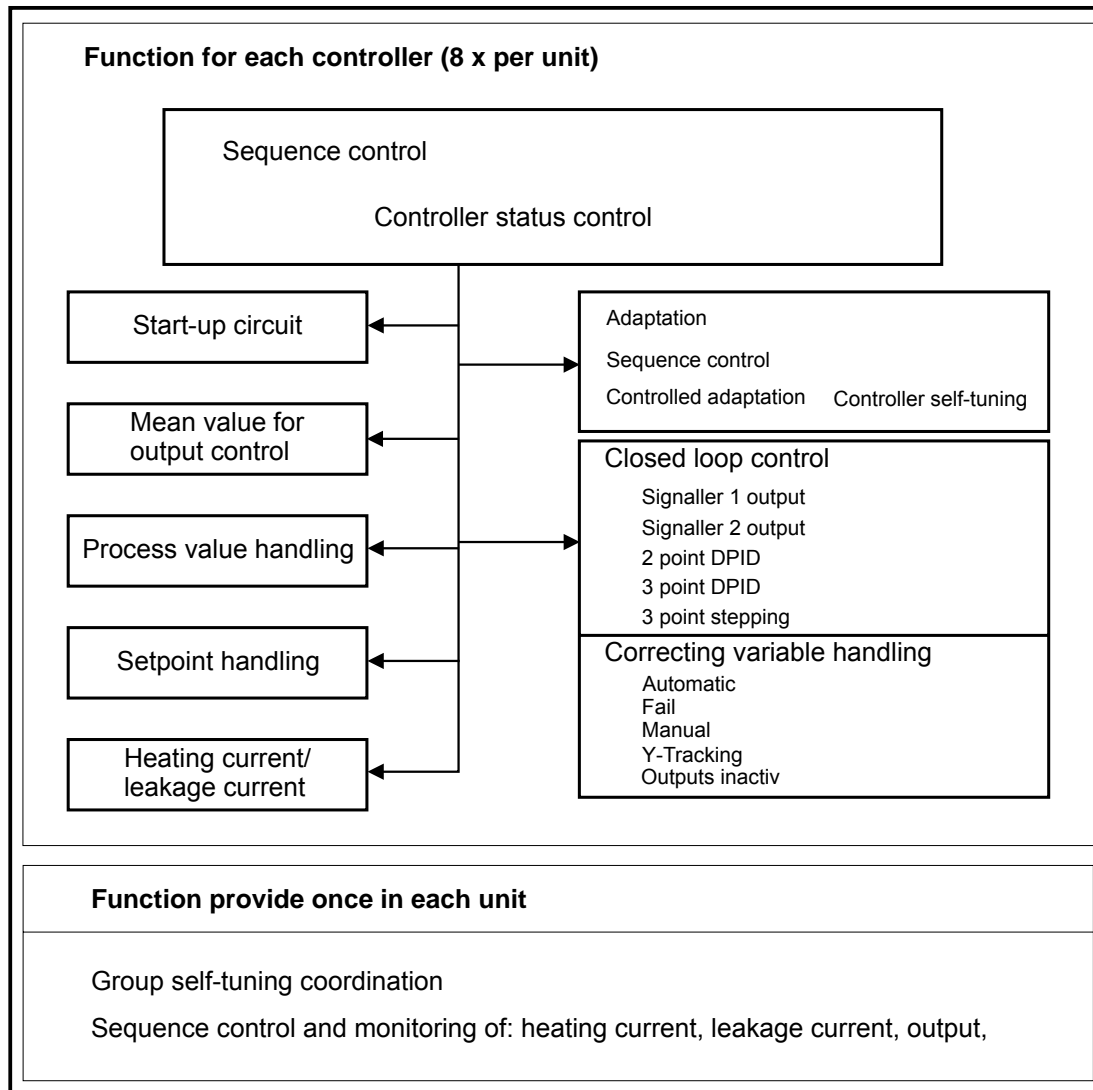 Function for each controller (8 x per unit)
Sequence control
Controller status control
Start-up circuit
Mean value for
output control
Process value handling
Setpoint handling
Heating current/
leakage current
Adaptation
Sequence control
Controlled adaptation Controller self-tuning
Closed loop control
Signaller 1 output
Signaller 2 output
2 point DPID
3 point DPID
3 point stepping
Correcting variable handling
Automatic
Fail
Manual
Y-Tracking
Outputs inactiv
Function provide once in each unit
Group self-tuning coordination
Sequence control and monitoring of: heating current, leakage current, output,